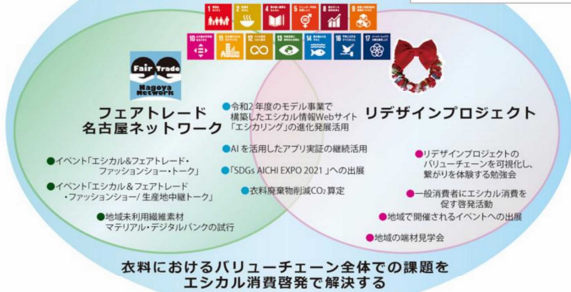 1
2
4
5
8
9
10
11
12
13
14
16
17
Fair Trade
Nagoya
Network
フェアトレード
名古屋ネットワーク
●イベント「エシカル&フェアトレード・
ファッションショー・トーク」
●イベント「エシカル&フェアトレード
・ファッションショー/生産地中継トーク」
●地域未利用繊維素材
マテリアル・デジタルバンクの試行
●令和2年度のモデル事業で
構築したエシカル情報Webサイト
「エシカリング」の進化発展活用
●AIを活用したアプリ実証の継続活用
●「SDGs AICHI EXPO 2021」への出展
●衣料廃棄物削減CO₂算定
リデザインプロジェクト
●リデザインプロジェクトの
バリューチェーンを可視化し、
繋がりを体験する勉強会
●一般消費者にエシカル消費を
促す啓発活動
●地域で開催されるイベントへの出展
●地域の端材見学会
衣料におけるバリューチェーン全体での課題を
エシカル消費啓発で解決する